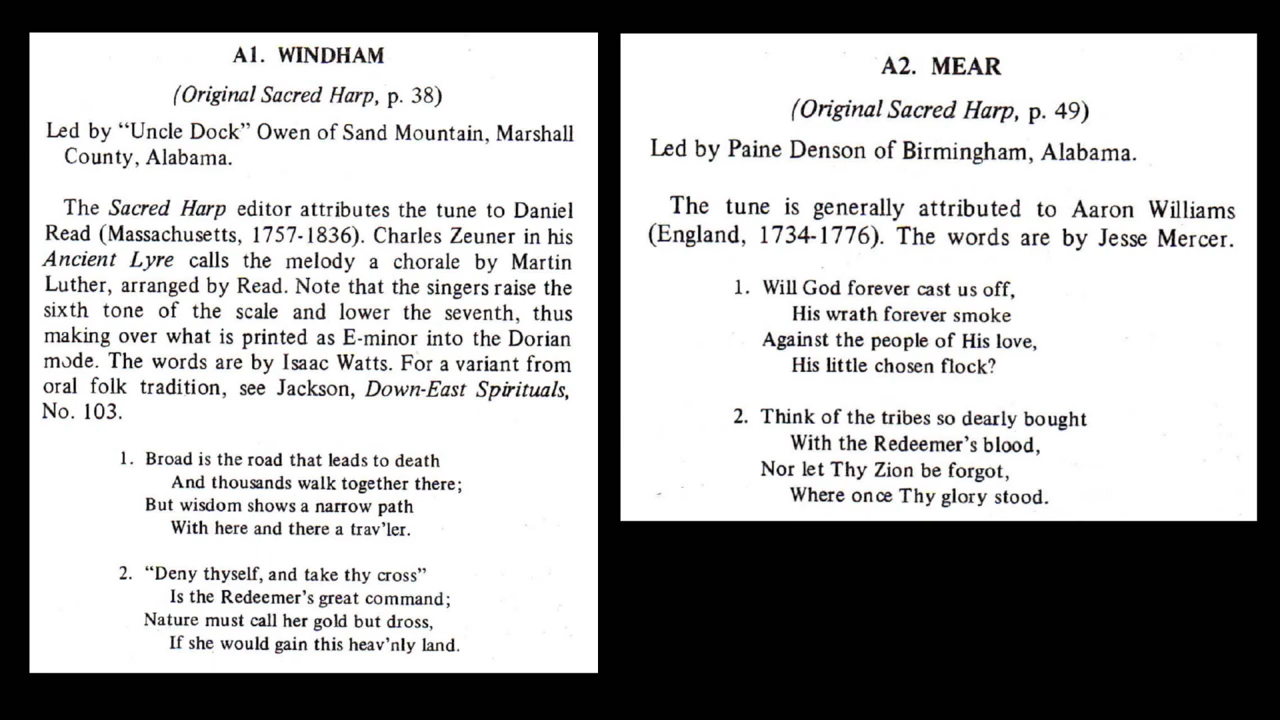 A1. WINDHAM
(Original Sacred Harp, p. 38)
Led by “Uncle Dock” Owen of Sand Mountain, Marshall
County, Alabama.
The Sacred Harp editor attributes the tune to Daniel
Read (Massachusetts, 1757-1836). Charles Zeuner in his
Ancient Lyre calls the melody a chorale by Martin
Luther, arranged by Read. Note that the singers raise the
sixth tone of the scale and lower the seventh, thus
making over what is printed as E-minor into the Dorian
mode. The words are by Isaac Watts. For a variant from
oral folk tradition, see Jackson, Down-East Spirituals,
No. 103.
1. Broad is the road that leads to death
And thousands walk together there;
But wisdom shows a narrow path
With here and there a trav’ler.
2. “Deny thyself, and take thy cross”
Is the Redeemer’s great command;
Nature must call her gold but dross,
If she would gain this heav’nly land.
A2. MEAR
(Original Sacred Harp, p. 49)
Led by Paine Denson of Birmingham, Alabama.
The tune is generally attributed to Aaron Williams
(England, 1734-1776). The words are by Jesse Mercer.
1. Will God forever cast us off,
His wrath forever smoke
Against the people of His love,
His little chosen flock?
2. Think of the tribes so dearly bought
With the Redeemer’s blood,
Nor let Thy Zion be forgot,
Where once Thy glory stood.